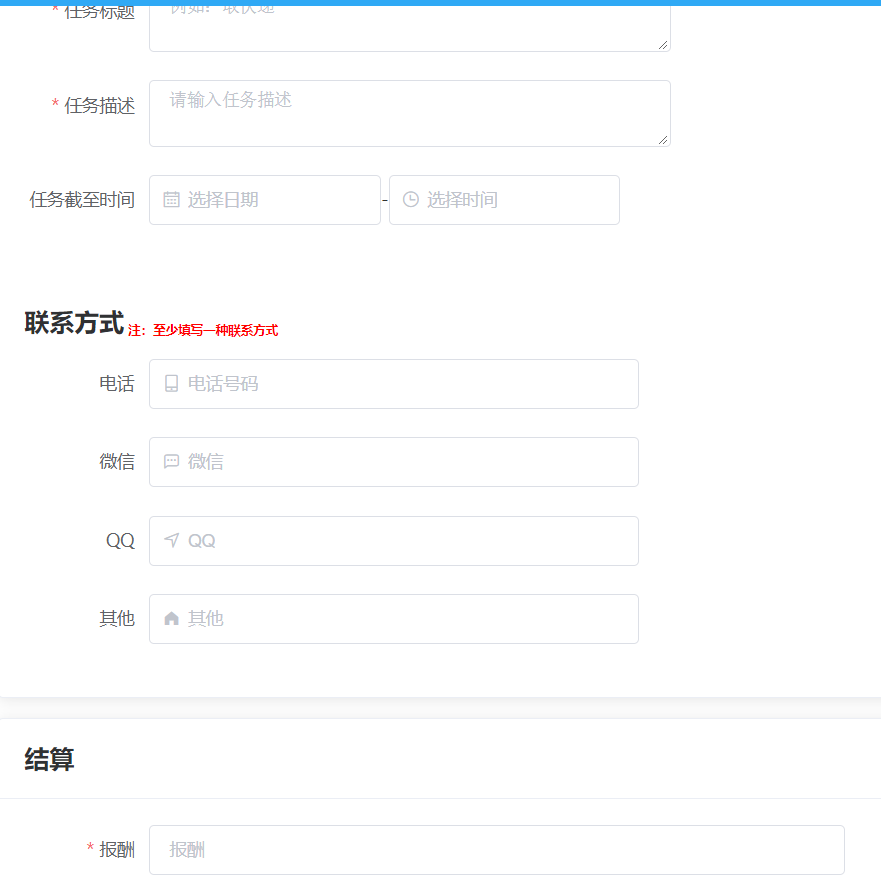 * 任务标题 例如：取快递
* 任务描述 请输入任务描述
任务截至时间 选择日期 - 选择时间
联系方式 注：至少填写一种联系方式
电话 电话号码
微信 微信
QQ QQ
其他 其他
结算
* 报酬 报酬